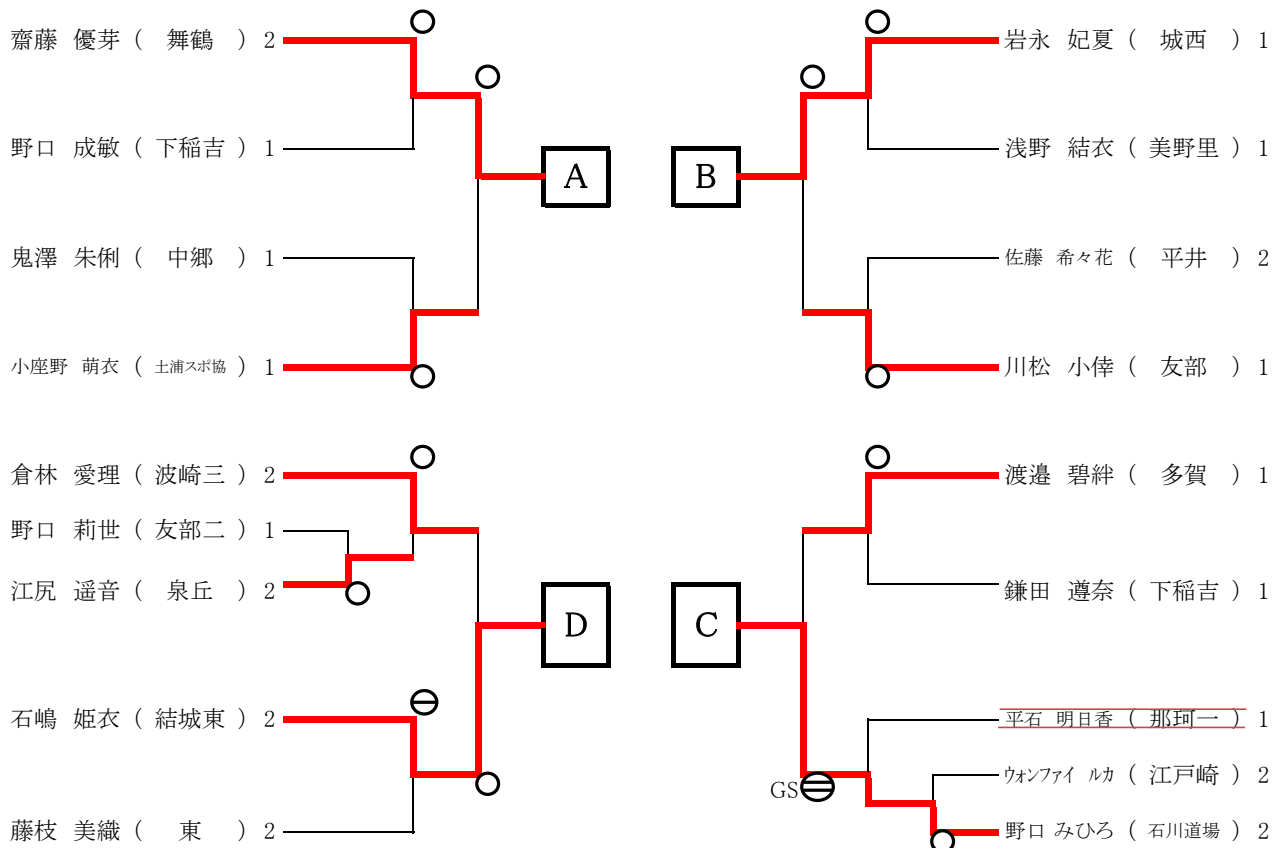 齋藤 優芽 ( 舞鶴 ) 2
野口 成敏 ( 下稲吉 ) 1
鬼澤 朱俐 ( 中郷 ) 1
小座野 萌衣 ( 土浦スポ協 ) 1
A
倉林 愛理 ( 波崎三 ) 2
野口 莉世 ( 友部二 ) 1
江尻 遥音 ( 泉丘 ) 2
石嶋 姫衣 ( 結城東 ) 2
藤枝 美織 ( 東 ) 2
D
岩永 妃夏 ( 城西 ) 1
浅野 結衣 ( 美野里 ) 1
佐藤 希々花 ( 平井 ) 2
川松 小倖 ( 友部 ) 1
B
渡邉 碧絆 ( 多賀 ) 1
鎌田 遵奈 ( 下稲吉 ) 1
平石 明日香 ( 那珂一 ) 1
ウォンファイ ルカ ( 江戸崎 ) 2
野口 みひろ ( 石川道場 ) 2
C
GS